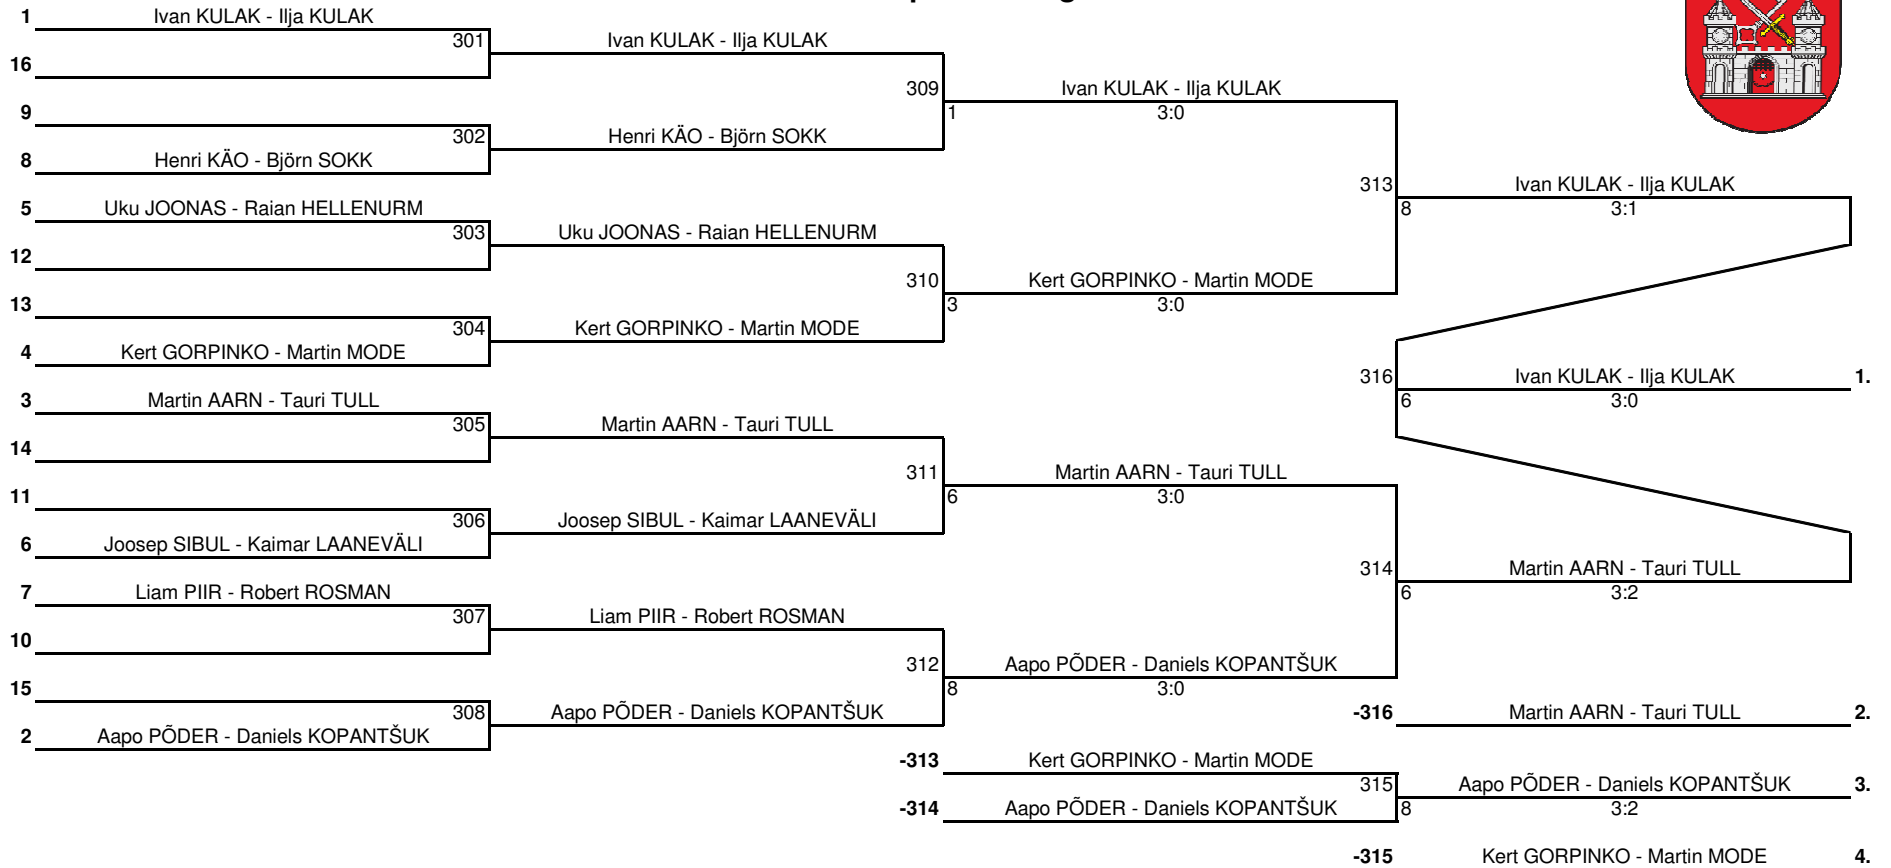 1 Ivan KULAK - Ilja KULAK
301 Ivan KULAK - Ilja KULAK
16
309 Ivan KULAK - Ilja KULAK
1 3:0
9
302 Henri KÄO - Björn SOKK
8 Henri KÄO - Björn SOKK
313 Ivan KULAK - Ilja KULAK
8 3:1
5 Uku JOONAS - Raian HELLENURM
303 Uku JOONAS - Raian HELLENURM
12
310 Kert GORPINKO - Martin MODE
3 3:0
13
304 Kert GORPINKO - Martin MODE
4 Kert GORPINKO - Martin MODE
316 Ivan KULAK - Ilja KULAK 1.
6 3:0
3 Martin AARN - Tauri TULL
305 Martin AARN - Tauri TULL
14
311 Martin AARN - Tauri TULL
6 3:0
11
306 Joosep SIBUL - Kaimar LAANEVÄLI
6 Joosep SIBUL - Kaimar LAANEVÄLI
314 Martin AARN - Tauri TULL
6 3:2
7 Liam PIIR - Robert ROSMAN
307 Liam PIIR - Robert ROSMAN
10
312 Aapo PÕDER - Daniels KOPANTŠUK
8 3:0
15
308 Aapo PÕDER - Daniels KOPANTŠUK
2 Aapo PÕDER - Daniels KOPANTŠUK
-316 Martin AARN - Tauri TULL 2.
-313 Kert GORPINKO - Martin MODE
315 Aapo PÕDER - Daniels KOPANTŠUK 3.
-314 Aapo PÕDER - Daniels KOPANTŠUK
8 3:2
-315 Kert GORPINKO - Martin MODE 4.